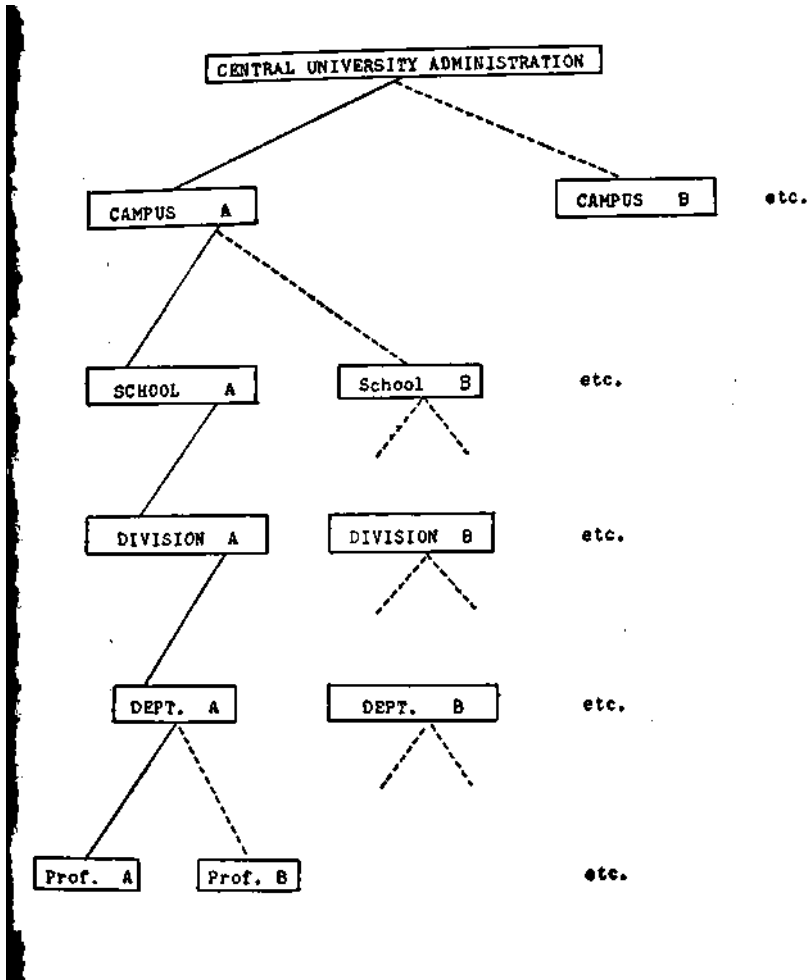 CENTRAL UNIVERSITY ADMINISTRATION
CAMPUS A CAMPUS B etc.
SCHOOL A School B etc.
DIVISION A DIVISION B etc.
DEPT. A DEPT. B etc.
Prof. A Prof. B etc.